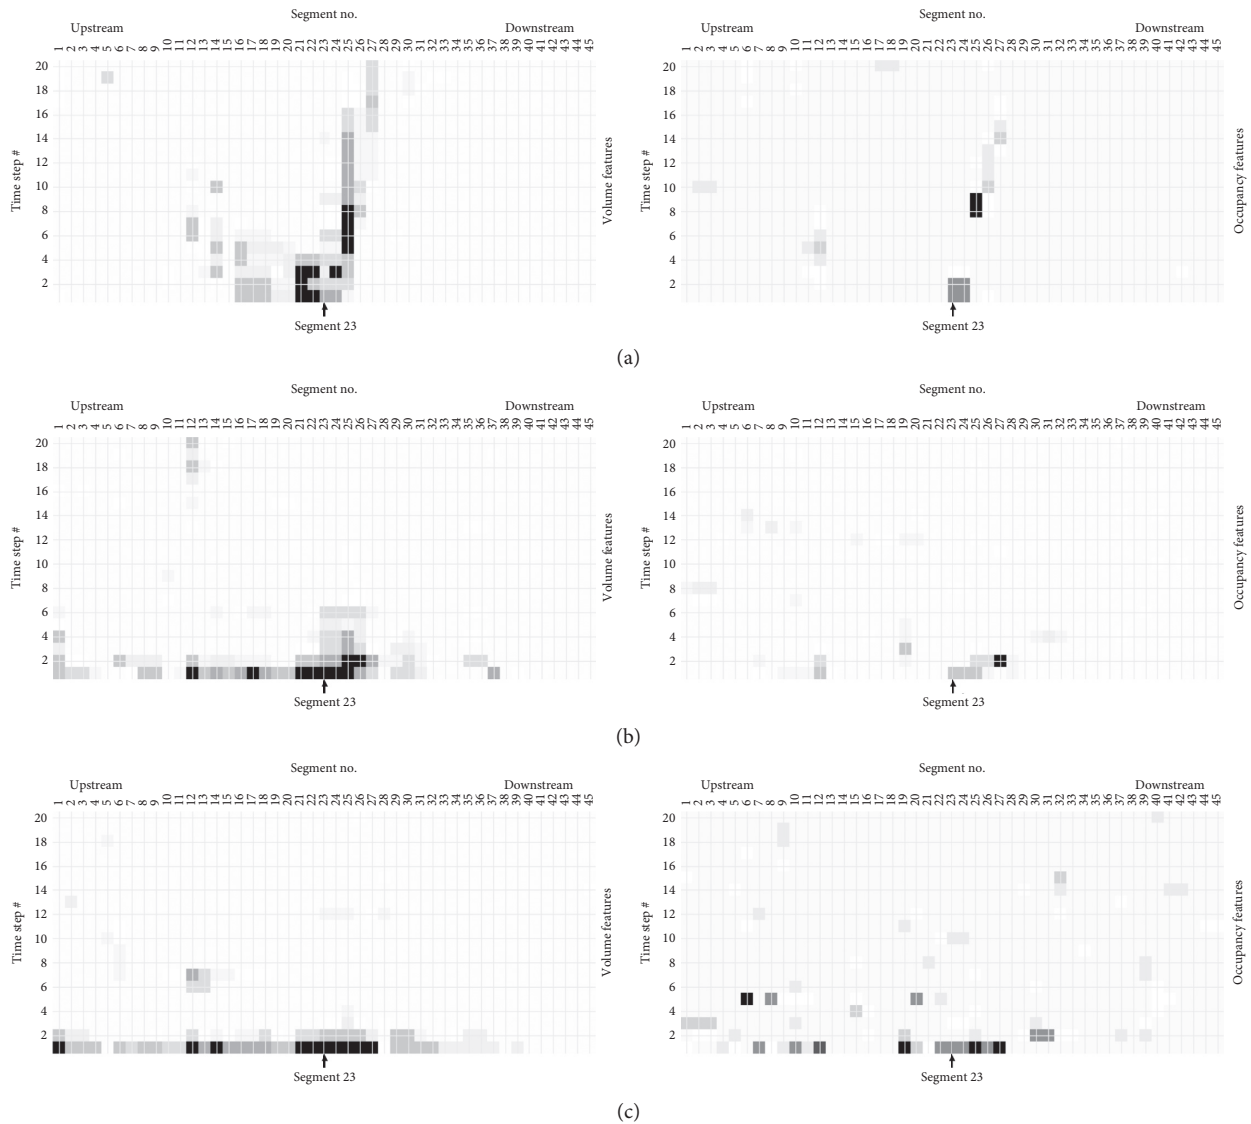 Segment no.
Upstream Downstream
1 2 3 4 5 6 7 8 9 10 11 12 13 14 15 16 17 18 19 20 21 22 23 24 25 26 27 28 29 30 31 32 33 34 35 36 37 38 39 40 41 42 43 44 45
20
18
16
14
12
10
8
6
4
2
Time step #
Volume features
Segment 23
Segment no.
Upstream Downstream
1 2 3 4 5 6 7 8 9 10 11 12 13 14 15 16 17 18 19 20 21 22 23 24 25 26 27 28 29 30 31 32 33 34 35 36 37 38 39 40 41 42 43 44 45
20
18
16
14
12
10
8
6
4
2
Time step #
Occupancy features
Segment 23
(a)
Segment no.
Upstream Downstream
1 2 3 4 5 6 7 8 9 10 11 12 13 14 15 16 17 18 19 20 21 22 23 24 25 26 27 28 29 30 31 32 33 34 35 36 37 38 39 40 41 42 43 44 45
20
18
16
14
12
10
8
6
4
2
Time step #
Volume features
Segment 23
Segment no.
Upstream Downstream
1 2 3 4 5 6 7 8 9 10 11 12 13 14 15 16 17 18 19 20 21 22 23 24 25 26 27 28 29 30 31 32 33 34 35 36 37 38 39 40 41 42 43 44 45
20
18
16
14
12
10
8
6
4
2
Time step #
Occupancy features
Segment 23
(b)
Segment no.
Upstream Downstream
1 2 3 4 5 6 7 8 9 10 11 12 13 14 15 16 17 18 19 20 21 22 23 24 25 26 27 28 29 30 31 32 33 34 35 36 37 38 39 40 41 42 43 44 45
20
18
16
14
12
10
8
6
4
2
Time step #
Volume features
Segment 23
Segment no.
Upstream Downstream
1 2 3 4 5 6 7 8 9 10 11 12 13 14 15 16 17 18 19 20 21 22 23 24 25 26 27 28 29 30 31 32 33 34 35 36 37 38 39 40 41 42 43 44 45
20
18
16
14
12
10
8
6
4
2
Time step #
Occupancy features
Segment 23
(c)